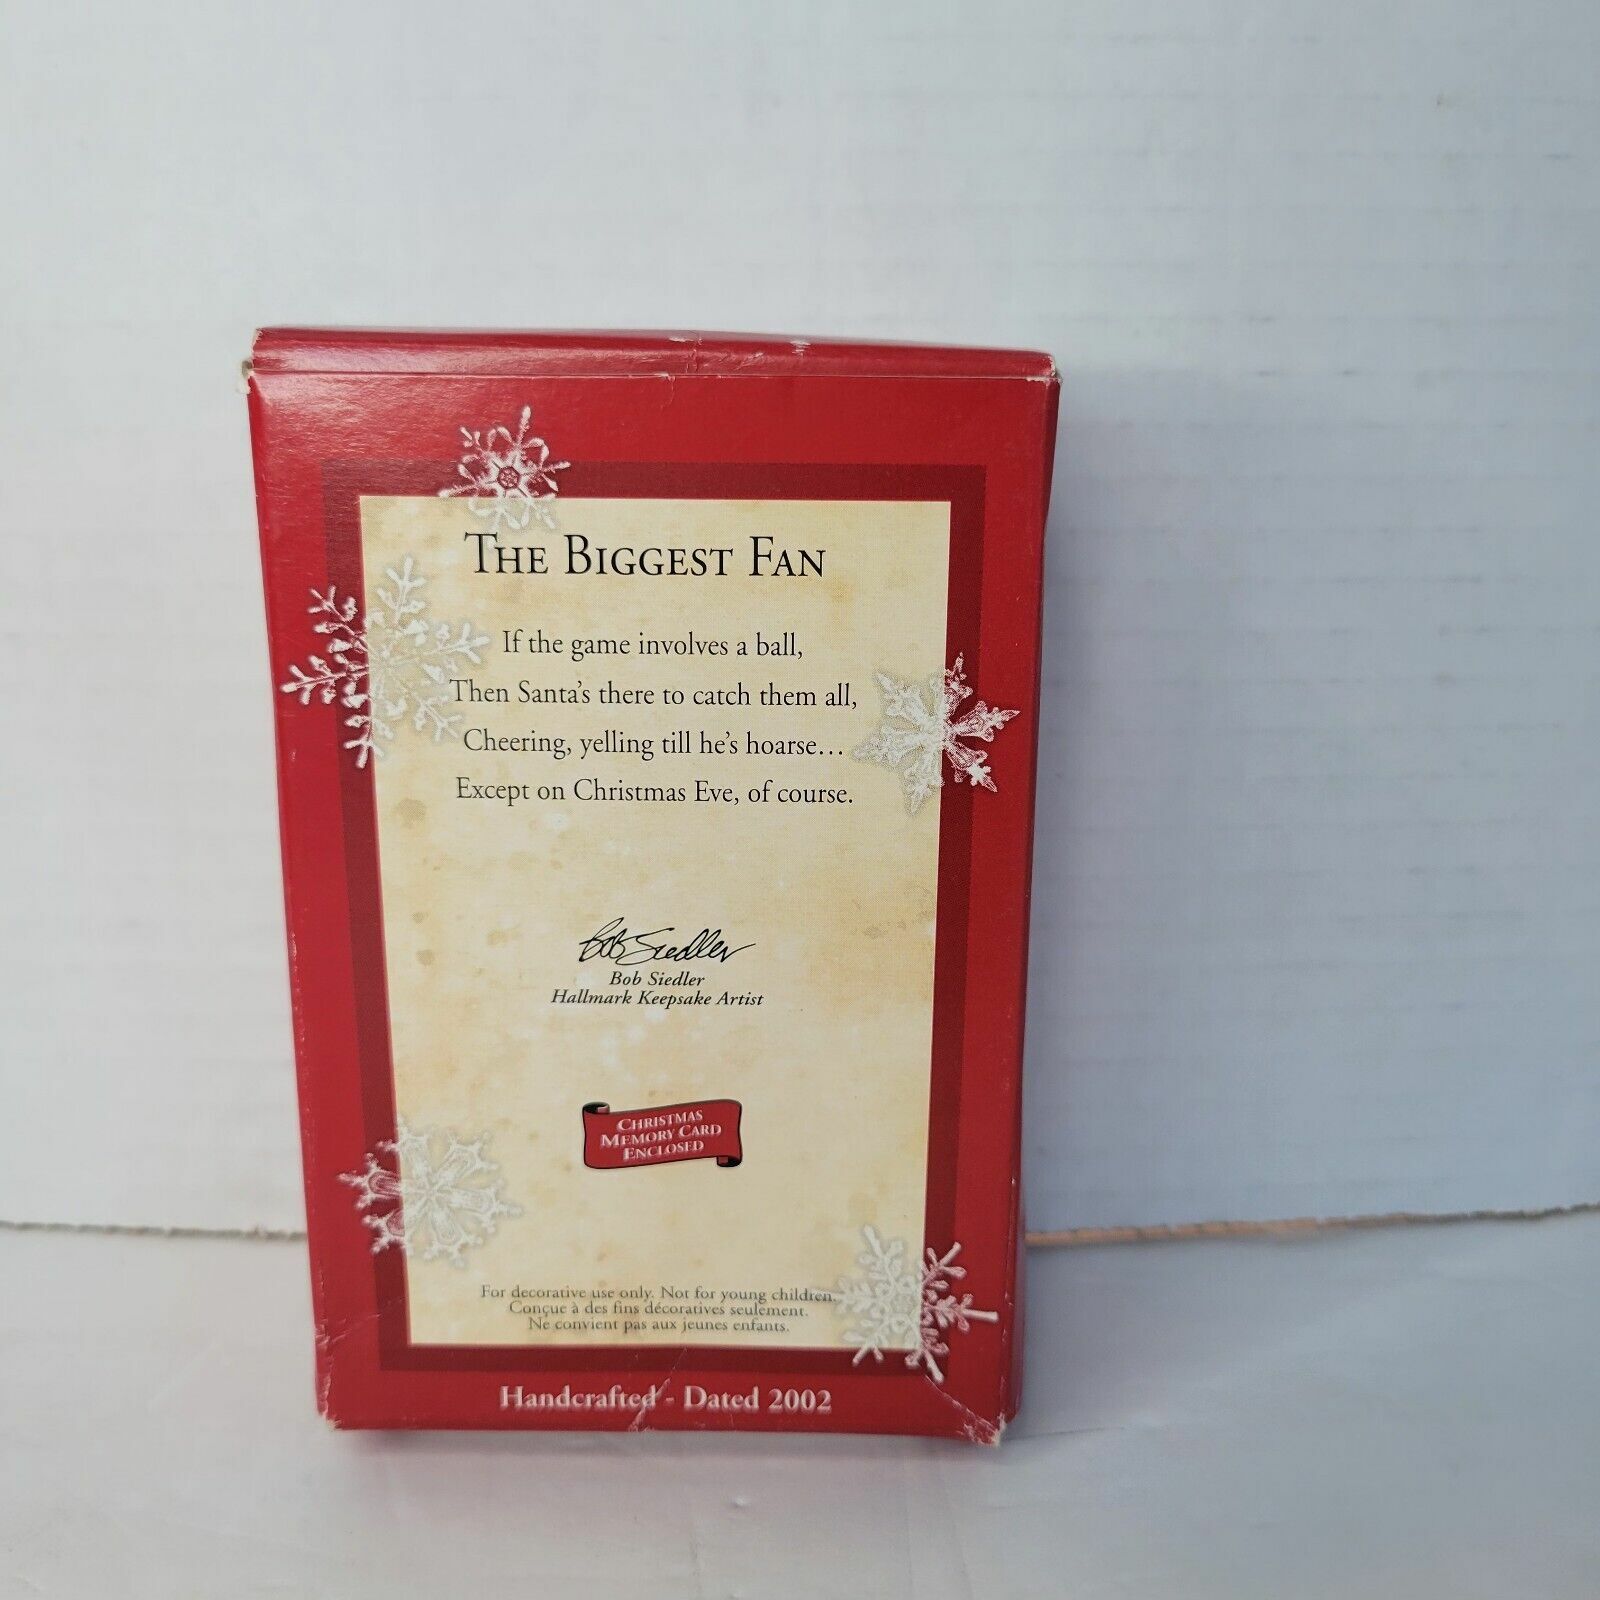 THE BIGGEST FAN
If the game involves a ball,
Then Santa's there to catch them all,
Cheering, yelling till he's hoarse...
Except on Christmas Eve, of course.
Bob Siedler
Bob Siedler
Hallmark Keepsake Artist
CHRISTMAS
MEMORY CARD
ENCLOSED
For decorative use only. Not for young children.
Conçue à des fins décoratives seulement.
Ne convient pas aux jeunes enfants.
Handcrafted - Dated 2002